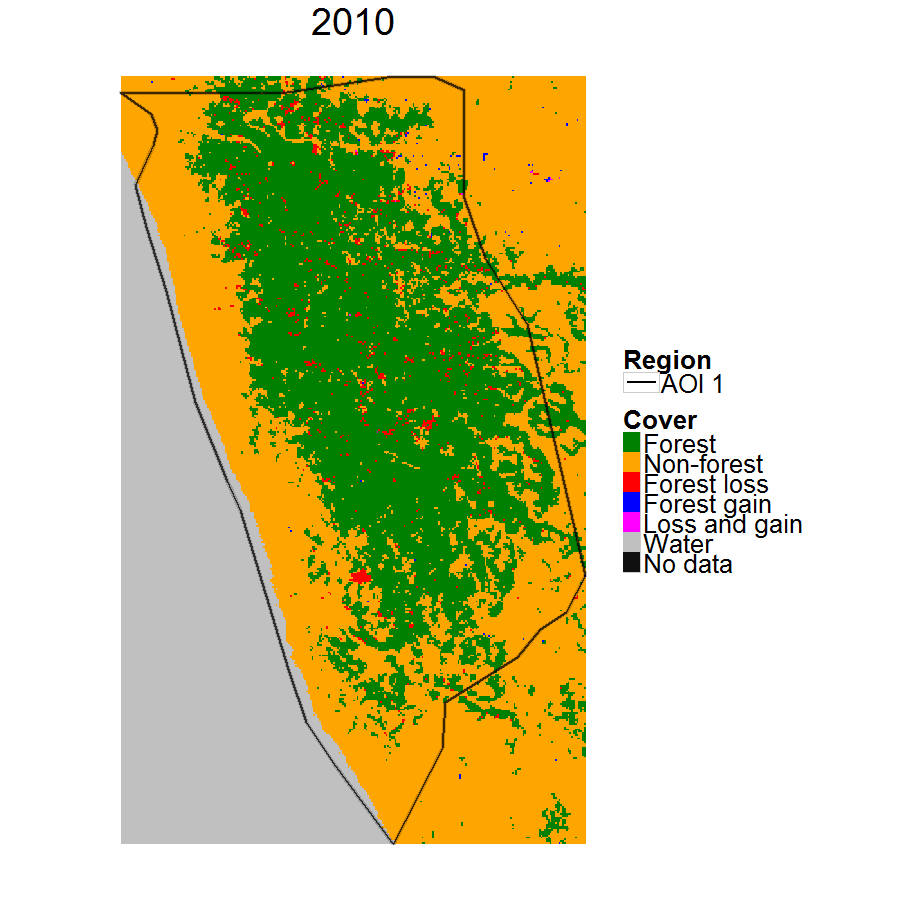 2010
Region
AOI 1
Cover
Forest
Non-forest
Forest loss
Forest gain
Loss and gain
Water
No data